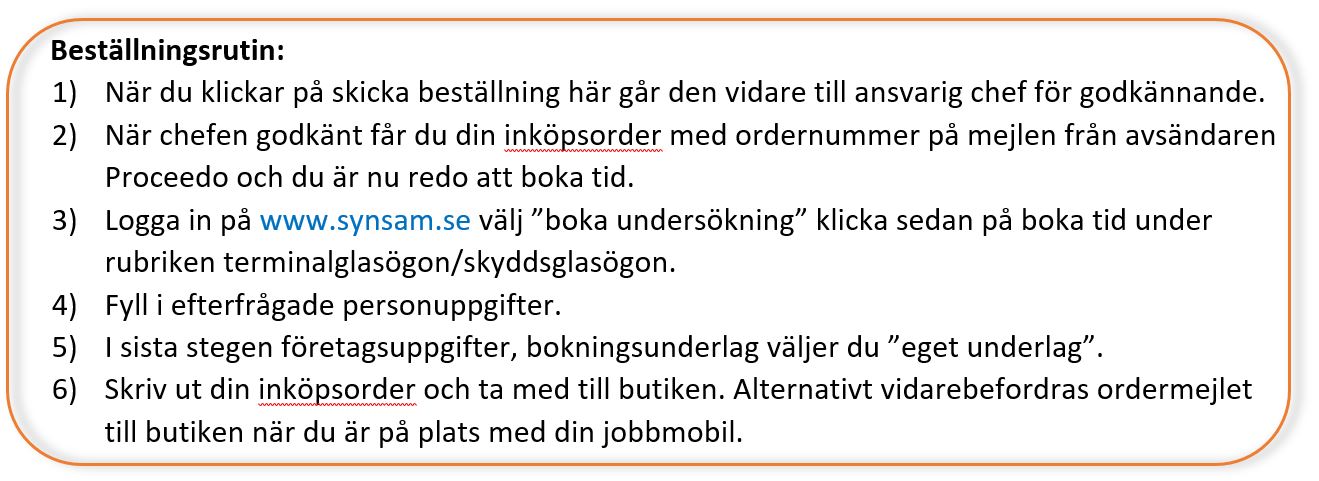 Beställningsrutin:
1) När du klickar på skicka beställning här går den vidare till ansvarig chef för godkännande.
2) När chefen godkänt får du din inköpsorder med ordernummer på mejlen från avsändaren
Proceedo och du är nu redo att boka tid.
3) Logga in på www.synsam.se välj ”boka undersökning” klicka sedan på boka tid under
rubriken terminalglasögon/skyddsglasögon.
4) Fyll i efterfrågade personuppgifter.
5) I sista stegen företagsuppgifter, bokningsunderlag väljer du ”eget underlag”.
6) Skriv ut din inköpsorder och ta med till butiken. Alternativt vidarebefordras ordermejlet
till butiken när du är på plats med din jobbmobil.